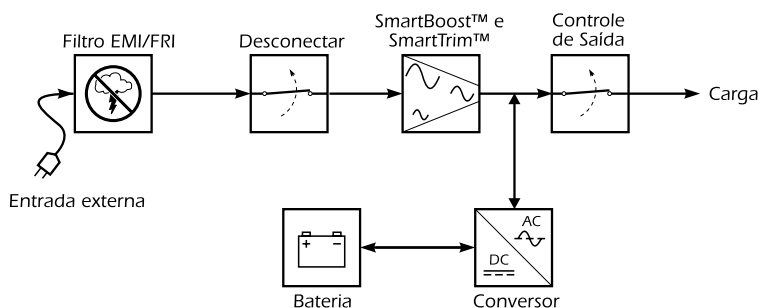 Filtro EMI/FRI
Desconectar
SmartBoost™ e
SmartTrim™
Controle
de Saída
Carga
Entrada externa
+ −
AC
DC
Bateria
Conversor